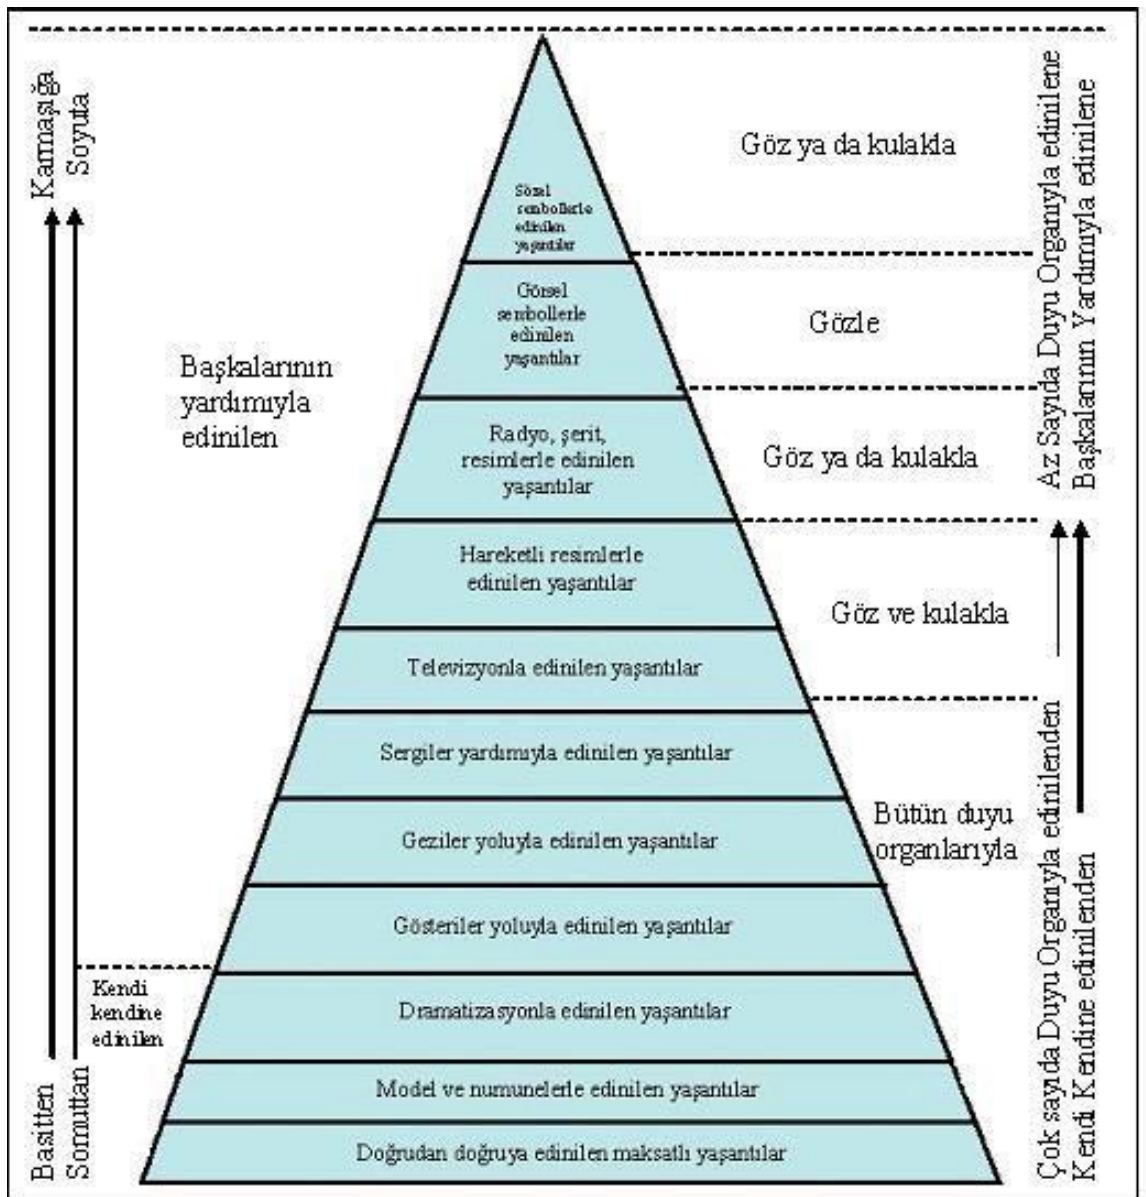 Karmaşığa
Soyuta
Başkalarının
yardımıyla
edinilen
Kendi
kendine
edinilen
Basitten
Somuttan
Sözel
sembollerle
edinilen
yaşantılar
Görsel
sembollerle
edinilen
yaşantılar
Radyo, şerit,
resimlerle edinilen
yaşantılar
Hareketli resimlerle
edinilen yaşantılar
Televizyonla edinilen yaşantılar
Sergiler yardımıyla edinilen yaşantılar
Geziler yoluyla edinilen yaşantılar
Gösteriler yoluyla edinilen yaşantılar
Dramatizasyonla edinilen yaşantılar
Model ve numunelerle edinilen yaşantılar
Doğrudan doğruya edinilen maksatlı yaşantılar
Göz ya da kulakla
Gözle
Göz ya da kulakla
Göz ve kulakla
Bütün duyu
organlarıyla
Az Sayıda Duyu Organıyla edinilene
Başkalarının Yardımıyla edinilene
Çok sayıda Duyu Organıyla edinilenden
Kendi Kendine edinilenden